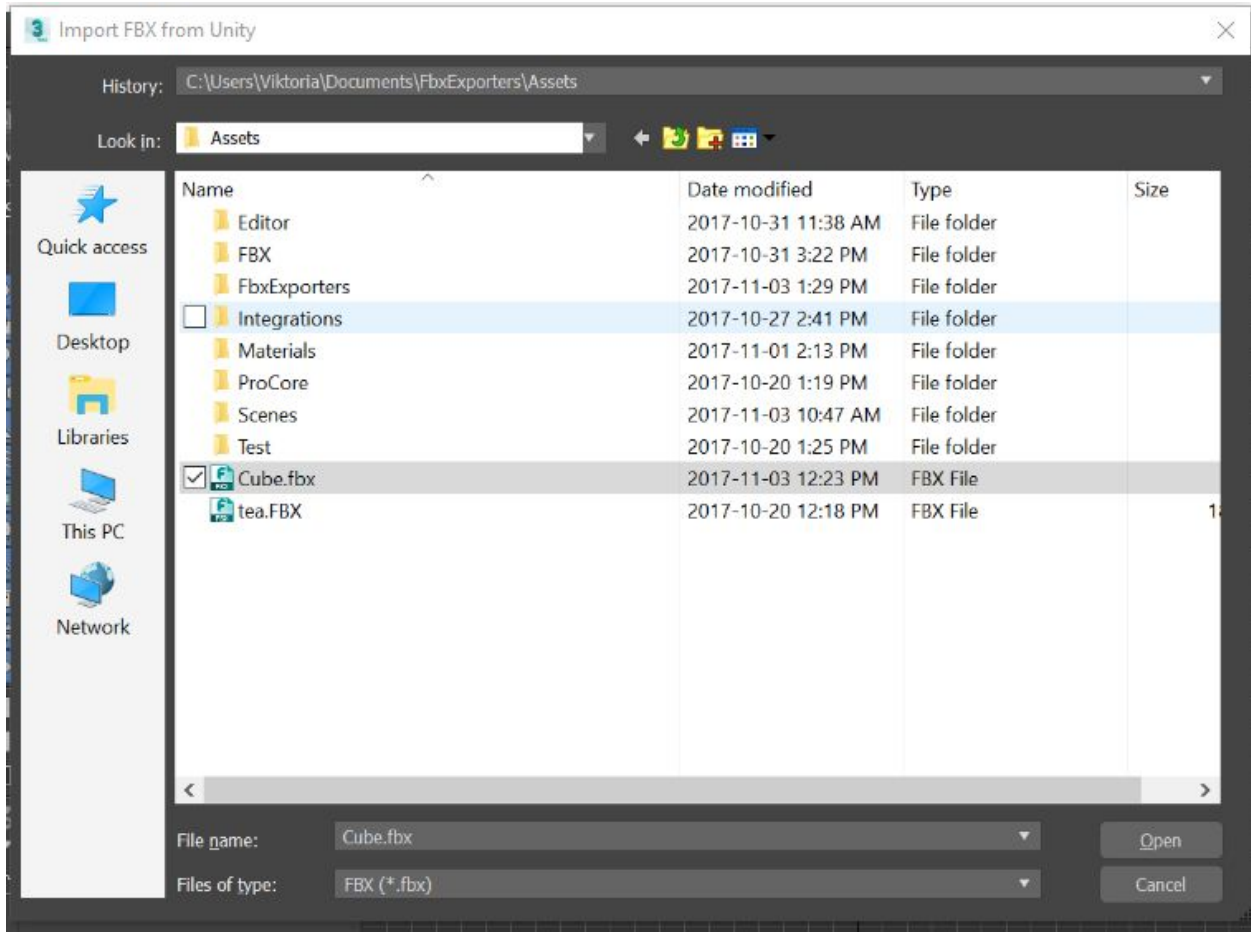 Import FBX from Unity
History: C:\Users\Viktoria\Documents\FbxExporters\Assets
Look in: Assets
Name Date modified Type Size
Editor 2017-10-31 11:38 AM File folder
FBX 2017-10-31 3:22 PM File folder
FbxExporters 2017-11-03 1:29 PM File folder
Integrations 2017-10-27 2:41 PM File folder
Materials 2017-11-01 2:13 PM File folder
ProCore 2017-10-20 1:19 PM File folder
Scenes 2017-11-03 10:47 AM File folder
Test 2017-10-20 1:25 PM File folder
Cube.fbx 2017-11-03 12:23 PM FBX File
tea.FBX 2017-10-20 12:18 PM FBX File
Quick access
Desktop
Libraries
This PC
Network
File name: Cube.fbx Open
Files of type: FBX (*.fbx) Cancel